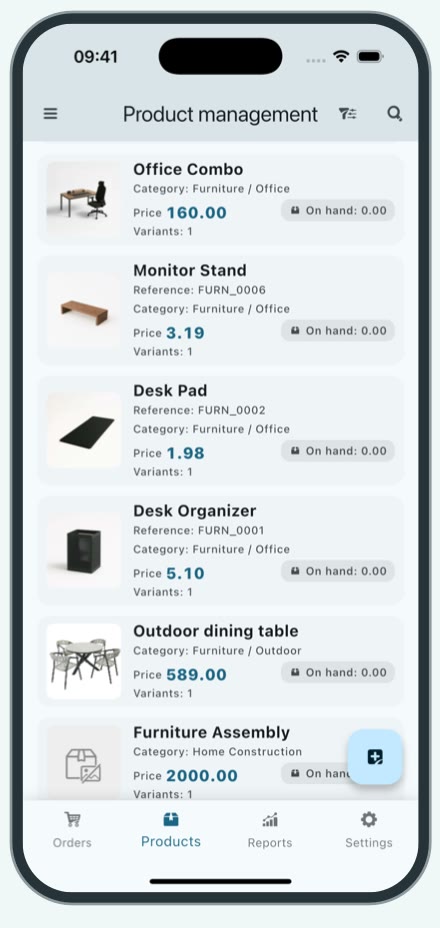 09:41
Product management
Office Combo
Category: Furniture / Office
Price 160.00
On hand: 0.00
Variants: 1
Monitor Stand
Reference: FURN_0006
Category: Furniture / Office
Price 3.19
On hand: 0.00
Variants: 1
Desk Pad
Reference: FURN_0002
Category: Furniture / Office
Price 1.98
On hand: 0.00
Variants: 1
Desk Organizer
Reference: FURN_0001
Category: Furniture / Office
Price 5.10
On hand: 0.00
Variants: 1
Outdoor dining table
Category: Furniture / Outdoor
Price 589.00
On hand: 0.00
Variants: 1
Furniture Assembly
Category: Home Construction
Price 2000.00
On hand
Variants: 1
Orders
Products
Reports
Settings